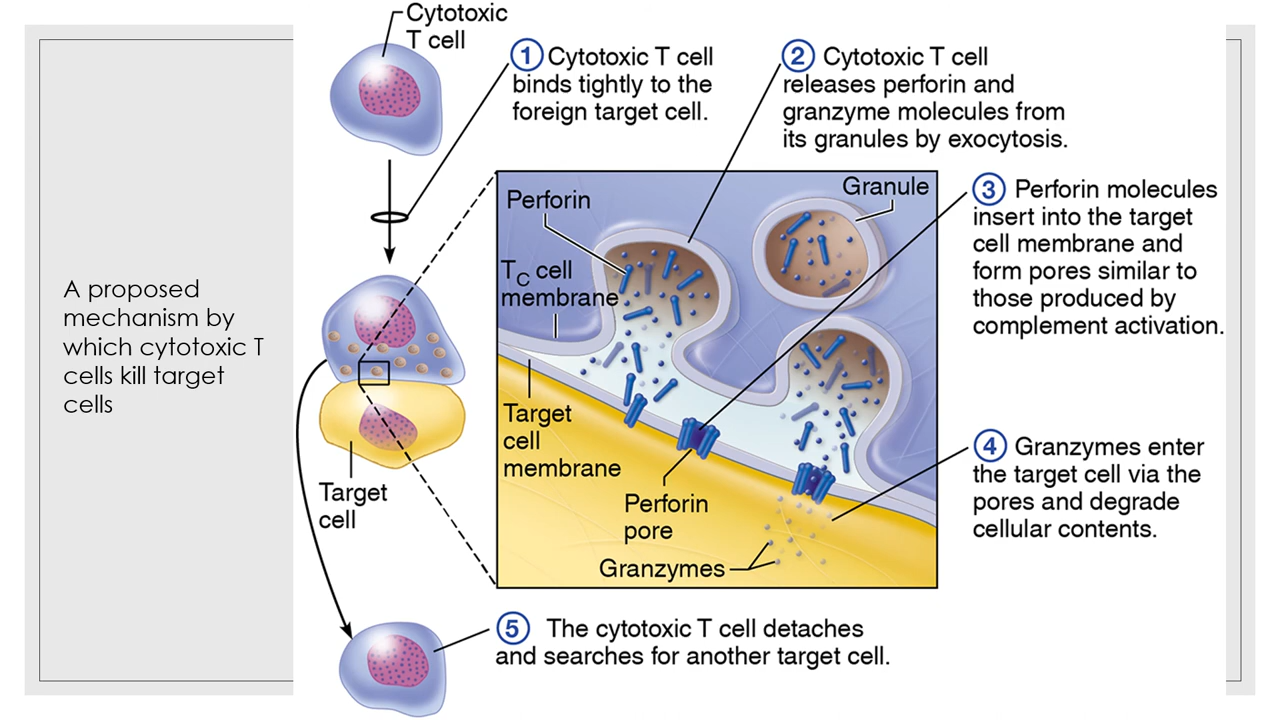 A proposed
mechanism by
which cytotoxic T
cells kill target
cells
Cytotoxic
T cell
1 Cytotoxic T cell
binds tightly to the
foreign target cell.
2 Cytotoxic T cell
releases perforin and
granzyme molecules from
its granules by exocytosis.
Perforin
Granule
TC cell
membrane
3 Perforin molecules
insert into the target
cell membrane and
form pores similar to
those produced by
complement activation.
Target
cell
membrane
Perforin
pore
Granzymes
4 Granzymes enter
the target cell via the
pores and degrade
cellular contents.
Target
cell
5 The cytotoxic T cell detaches
and searches for another target cell.